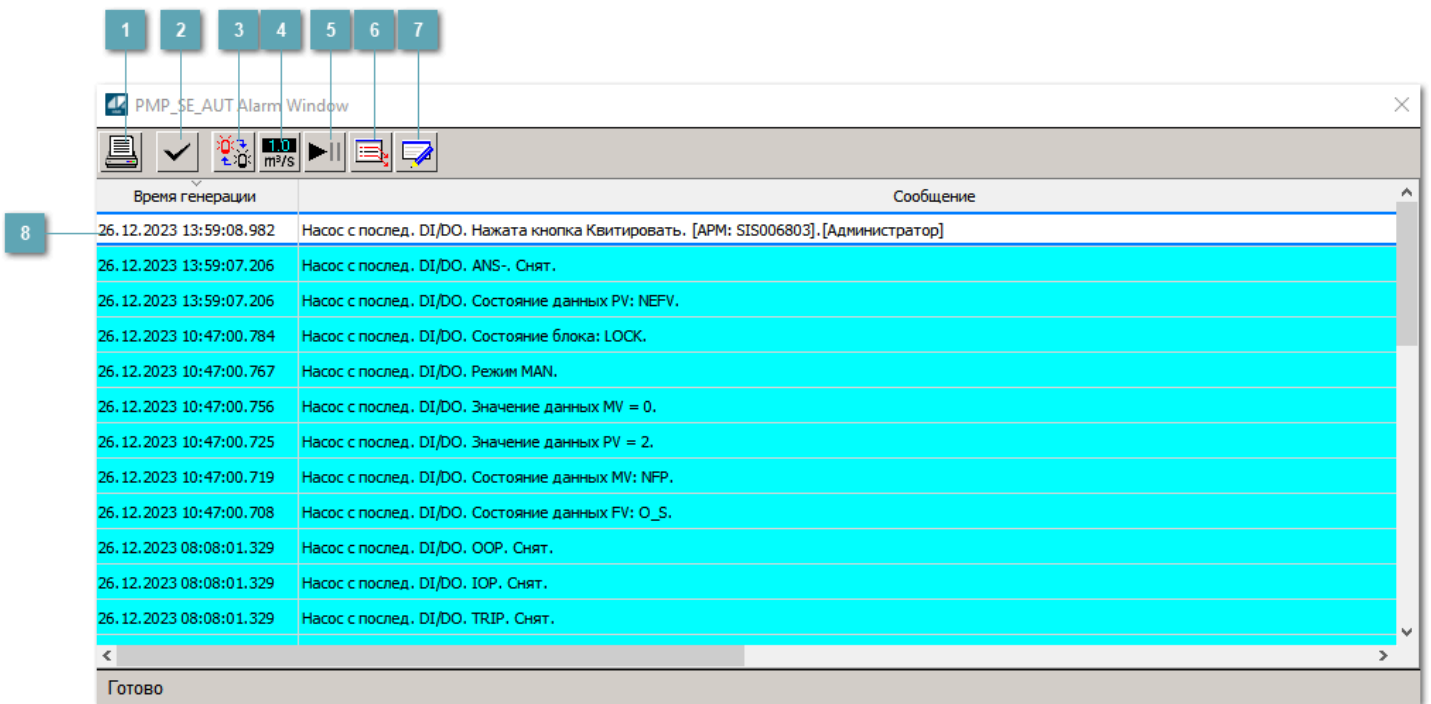 1 2 3 4 5 6 7
PMP_SE_AUT Alarm Window
1.0
m³/s
Время генерации Сообщение
8
26.12.2023 13:59:08.982 Насос с послед. DI/DO. Нажата кнопка Квитировать. [АРМ: SIS006803].[Администратор]
26.12.2023 13:59:07.206 Насос с послед. DI/DO. ANS-. Снят.
26.12.2023 13:59:07.206 Насос с послед. DI/DO. Состояние данных PV: NEFV.
26.12.2023 10:47:00.784 Насос с послед. DI/DO. Состояние блока: LOCK.
26.12.2023 10:47:00.767 Насос с послед. DI/DO. Режим MAN.
26.12.2023 10:47:00.756 Насос с послед. DI/DO. Значение данных MV = 0.
26.12.2023 10:47:00.725 Насос с послед. DI/DO. Значение данных PV = 2.
26.12.2023 10:47:00.719 Насос с послед. DI/DO. Состояние данных MV: NFP.
26.12.2023 10:47:00.708 Насос с послед. DI/DO. Состояние данных FV: O_S.
26.12.2023 08:08:01.329 Насос с послед. DI/DO. OOP. Снят.
26.12.2023 08:08:01.329 Насос с послед. DI/DO. IOP. Снят.
26.12.2023 08:08:01.329 Насос с послед. DI/DO. TRIP. Снят.
Готово